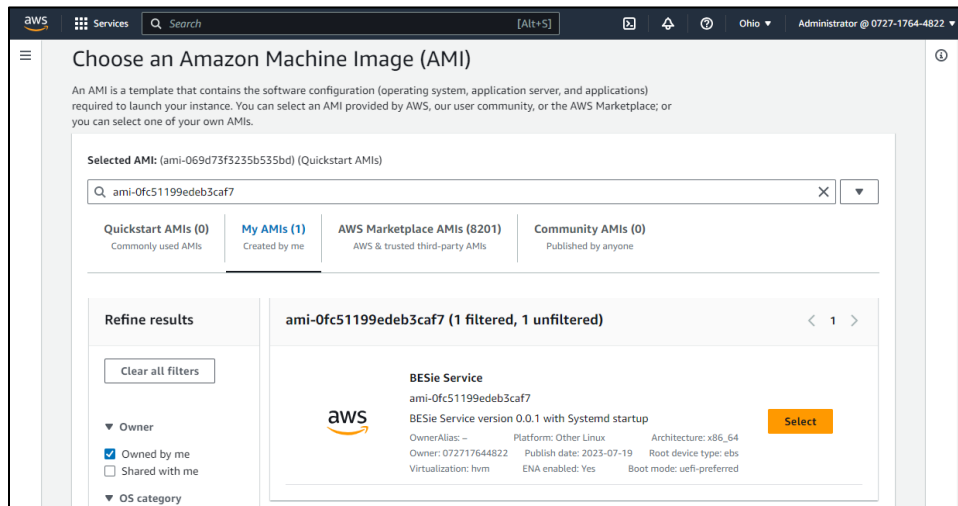 aws
Services
Search
[Alt+S]
Ohio ▼
Administrator @ 0727-1764-4822 ▼
Choose an Amazon Machine Image (AMI)
An AMI is a template that contains the software configuration (operating system, application server, and applications)
required to launch your instance. You can select an AMI provided by AWS, our user community, or the AWS Marketplace; or
you can select one of your own AMIs.
Selected AMI: (ami-069d73f3235b535bd) (Quickstart AMIs)
ami-0fc51199edeb3caf7
Quickstart AMIs (0)
Commonly used AMIs
My AMIs (1)
Created by me
AWS Marketplace AMIs (8201)
AWS & trusted third-party AMIs
Community AMIs (0)
Published by anyone
Refine results
Clear all filters
Owner
Owned by me
Shared with me
OS category
ami-0fc51199edeb3caf7 (1 filtered, 1 unfiltered)
1
aws
BESie Service
ami-0fc51199edeb3caf7
BESie Service version 0.0.1 with Systemd startup
OwnerAlias: – Platform: Other Linux Architecture: x86_64
Owner: 072717644822 Publish date: 2023-07-19 Root device type: ebs
Virtualization: hvm ENA enabled: Yes Boot mode: uefi-preferred
Select